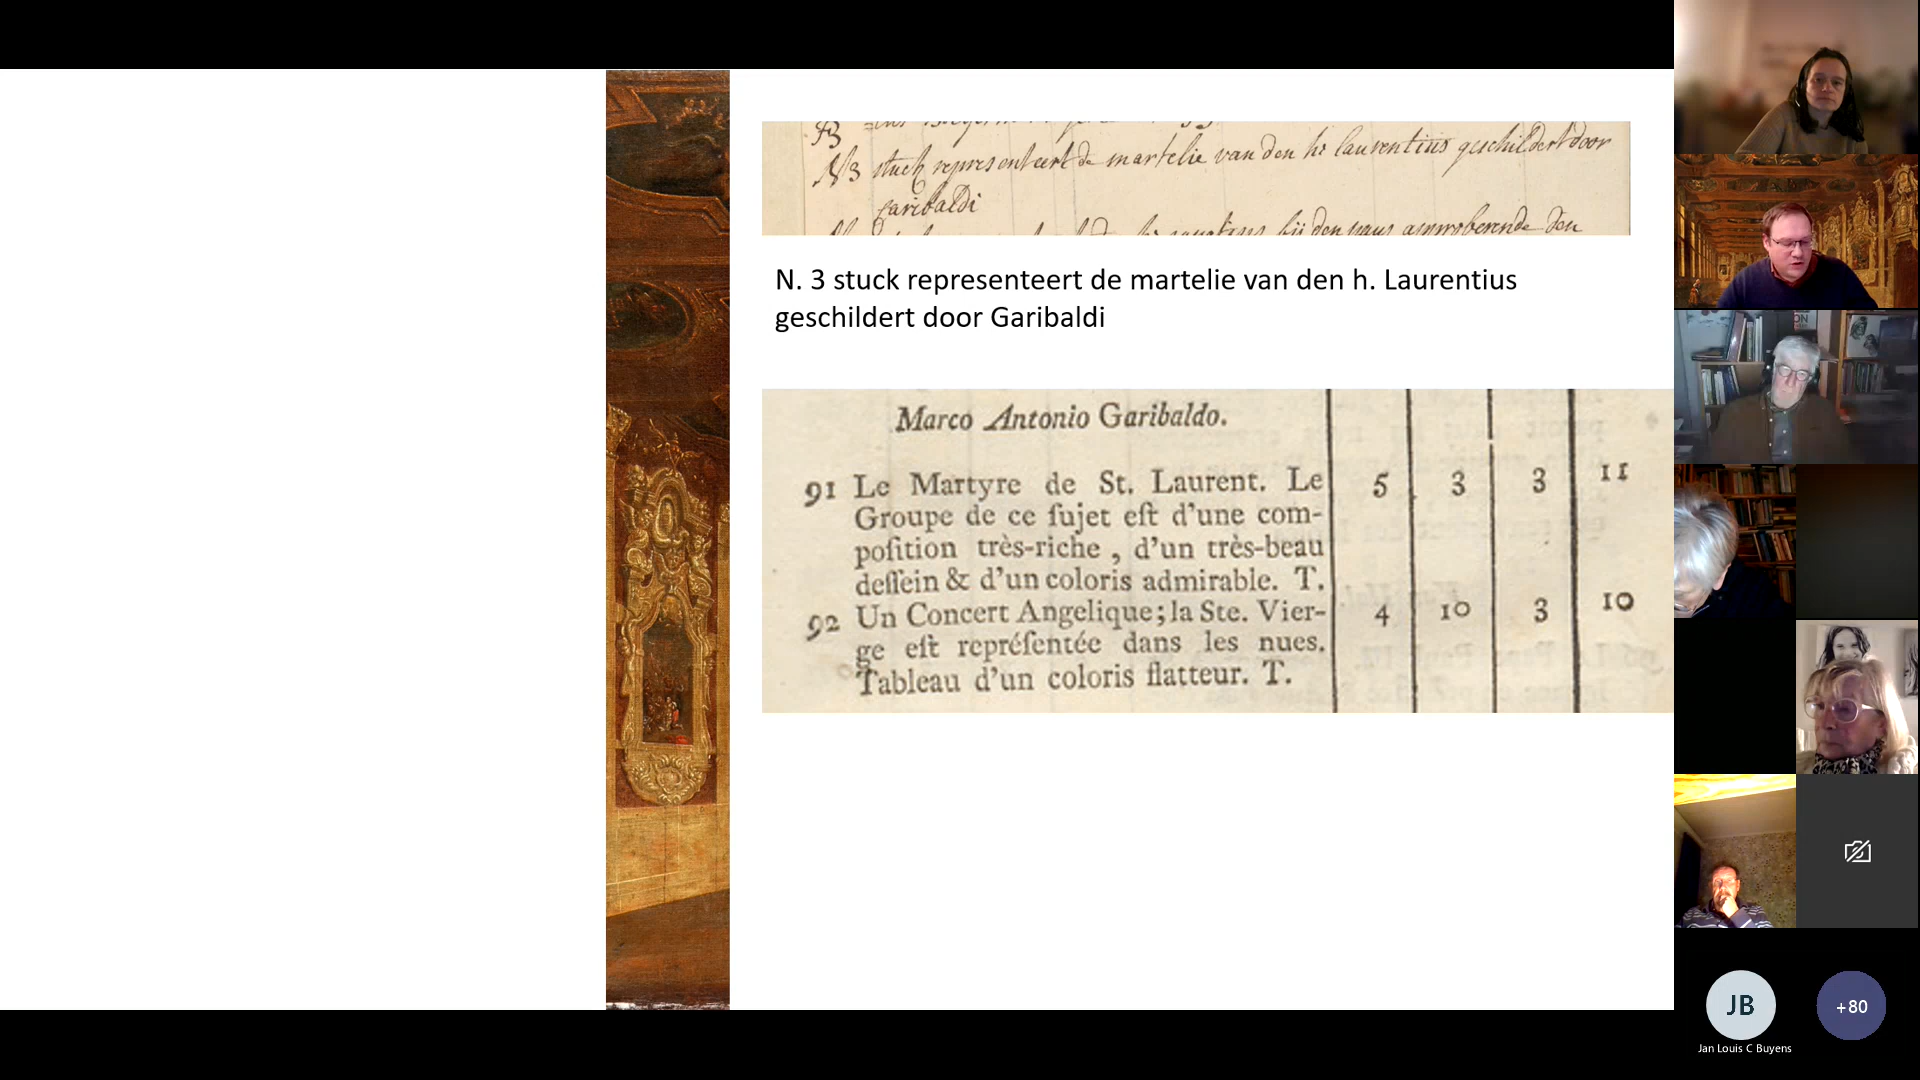 N3 stuck representeert de martelie van den he laurentius geschildert door
Garibaldi
N. 3 stuck representeert de martelie van den h. Laurentius
geschildert door Garibaldi
Marco Antonio Garibaldo.
91 Le Martyre de St. Laurent. Le 5 3 3 11
Groupe de ce ſujet eſt d'une com-
poſition très-riche, d'un très-beau
deſſein & d'un coloris admirable. T.
92 Un Concert Angelique; la Ste. Vier- 4 10 3 10
ge eſt repréſentée dans les nues.
Tableau d'un coloris flatteur. T.
JB
+80
Jan Louis C Buyens